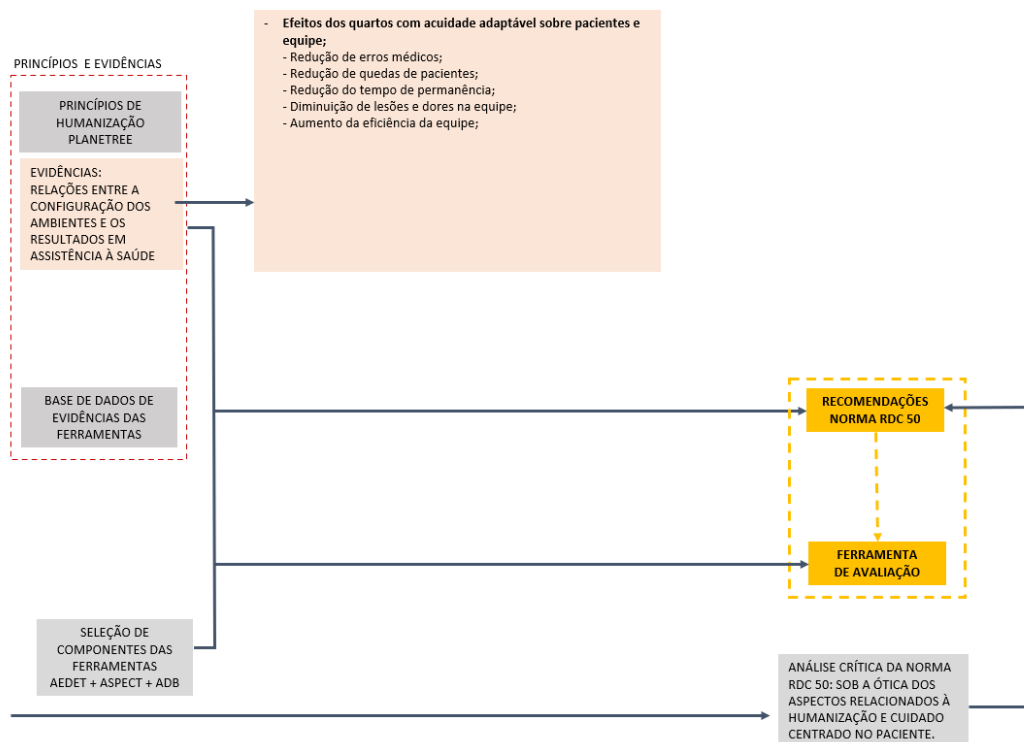 - Efeitos dos quartos com acuidade adaptável sobre pacientes e
equipe;
- Redução de erros médicos;
- Redução de quedas de pacientes;
- Redução do tempo de permanência;
- Diminuição de lesões e dores na equipe;
- Aumento da eficiência da equipe;
PRINCÍPIOS E EVIDÊNCIAS
PRINCÍPIOS DE
HUMANIZAÇÃO
PLANETREE
EVIDÊNCIAS:
RELAÇÕES ENTRE A
CONFIGURAÇÃO DOS
AMBIENTES E OS
RESULTADOS EM
ASSISTÊNCIA À SAÚDE
BASE DE DADOS DE
EVIDÊNCIAS DAS
FERRAMENTAS
RECOMENDAÇÕES
NORMA RDC 50
FERRAMENTA
DE AVALIAÇÃO
SELEÇÃO DE
COMPONENTES DAS
FERRAMENTAS
AEDET + ASPECT + ADB
ANÁLISE CRÍTICA DA NORMA
RDC 50: SOB A ÓTICA DOS
ASPECTOS RELACIONADOS À
HUMANIZAÇÃO E CUIDADO
CENTRADO NO PACIENTE.